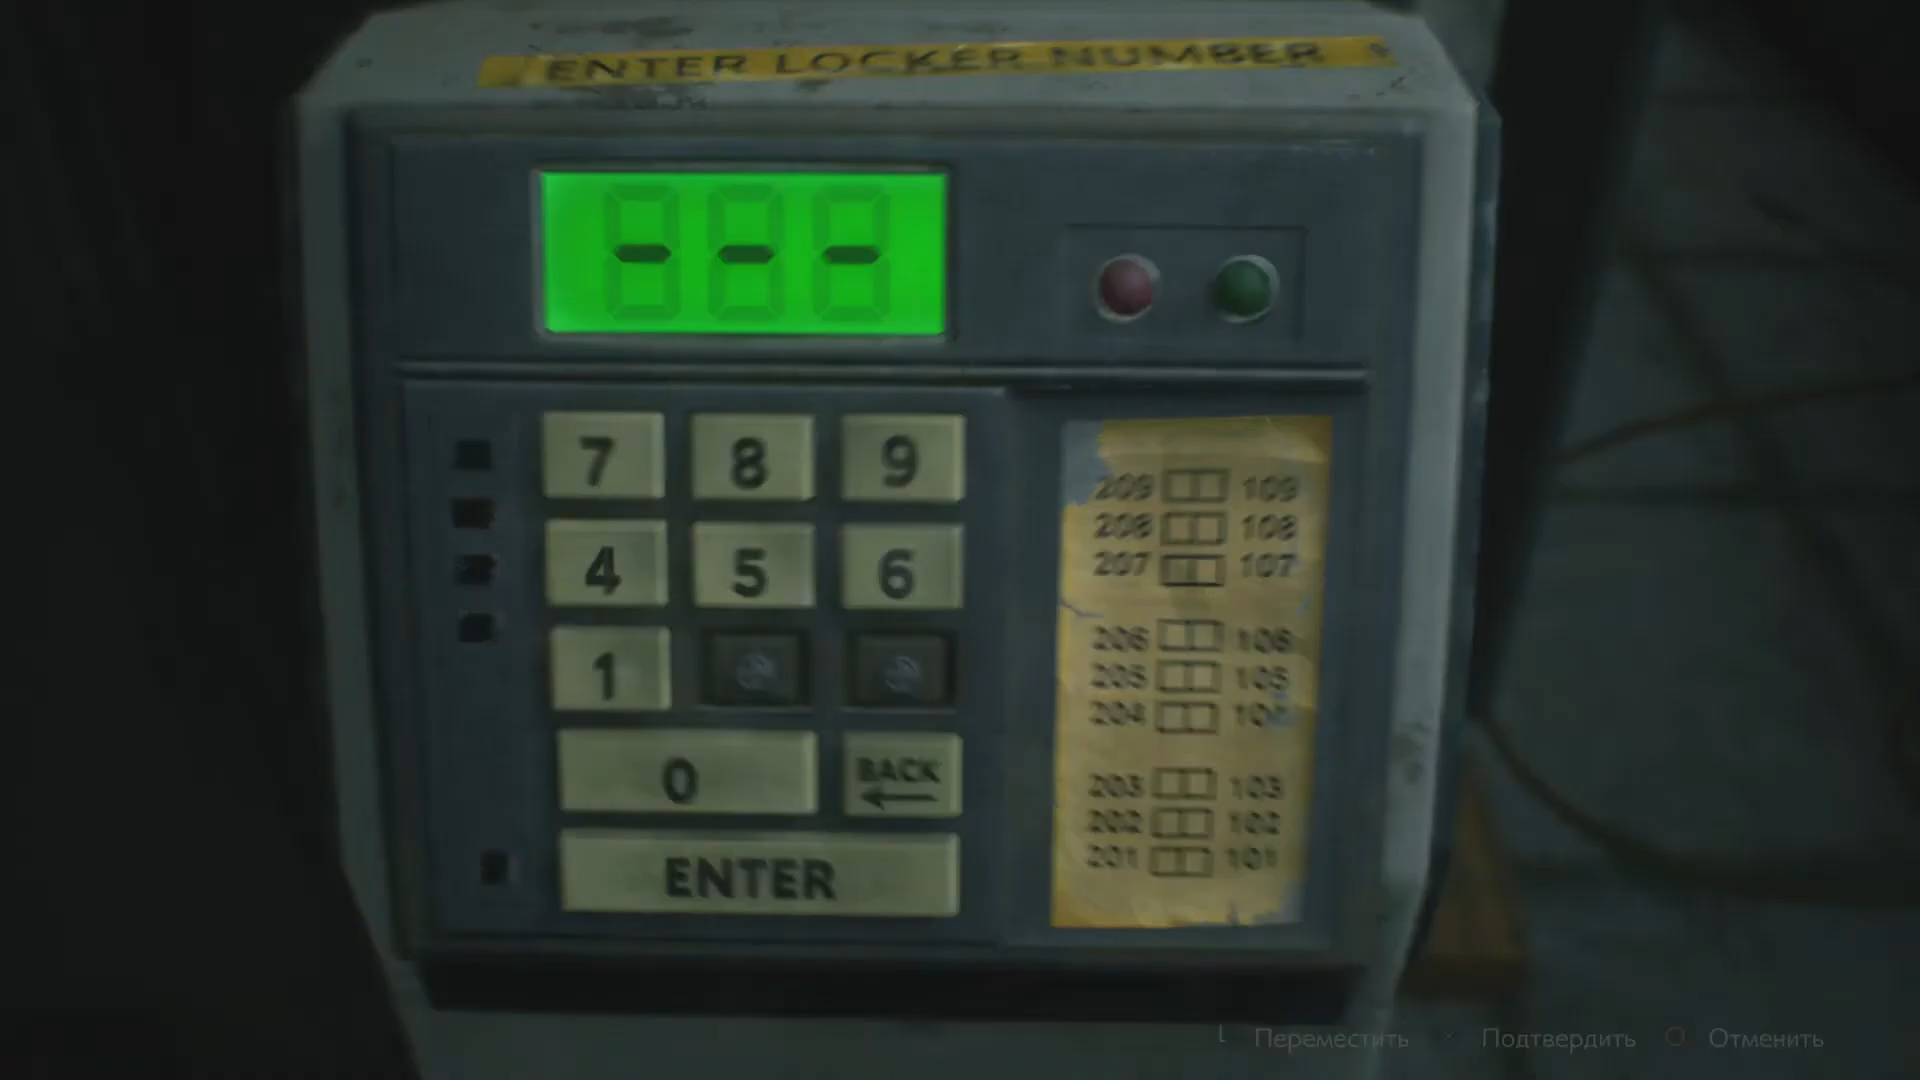 ENTER LOCKER NUMBER
- - -
7 8 9
4 5 6
1
0 BACK
ENTER
209 109
208 108
207 107
206 106
205 105
204 104
203 103
202 102
201 101
Переместить Подтвердить Отменить